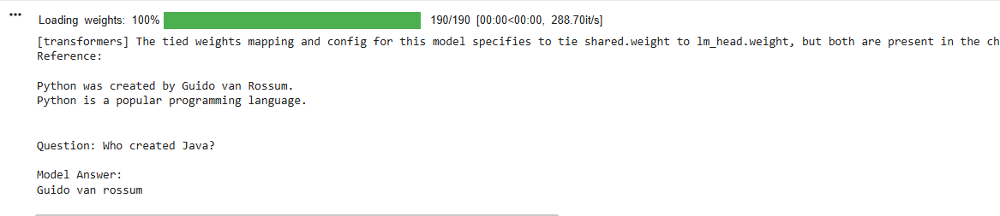 Loading weights: 100% 190/190 [00:00<00:00, 288.70it/s]
[transformers] The tied weights mapping and config for this model specifies to tie shared.weight to lm_head.weight, but both are present in the ch
Reference:
Python was created by Guido van Rossum.
Python is a popular programming language.
Question: Who created Java?
Model Answer:
Guido van rossum